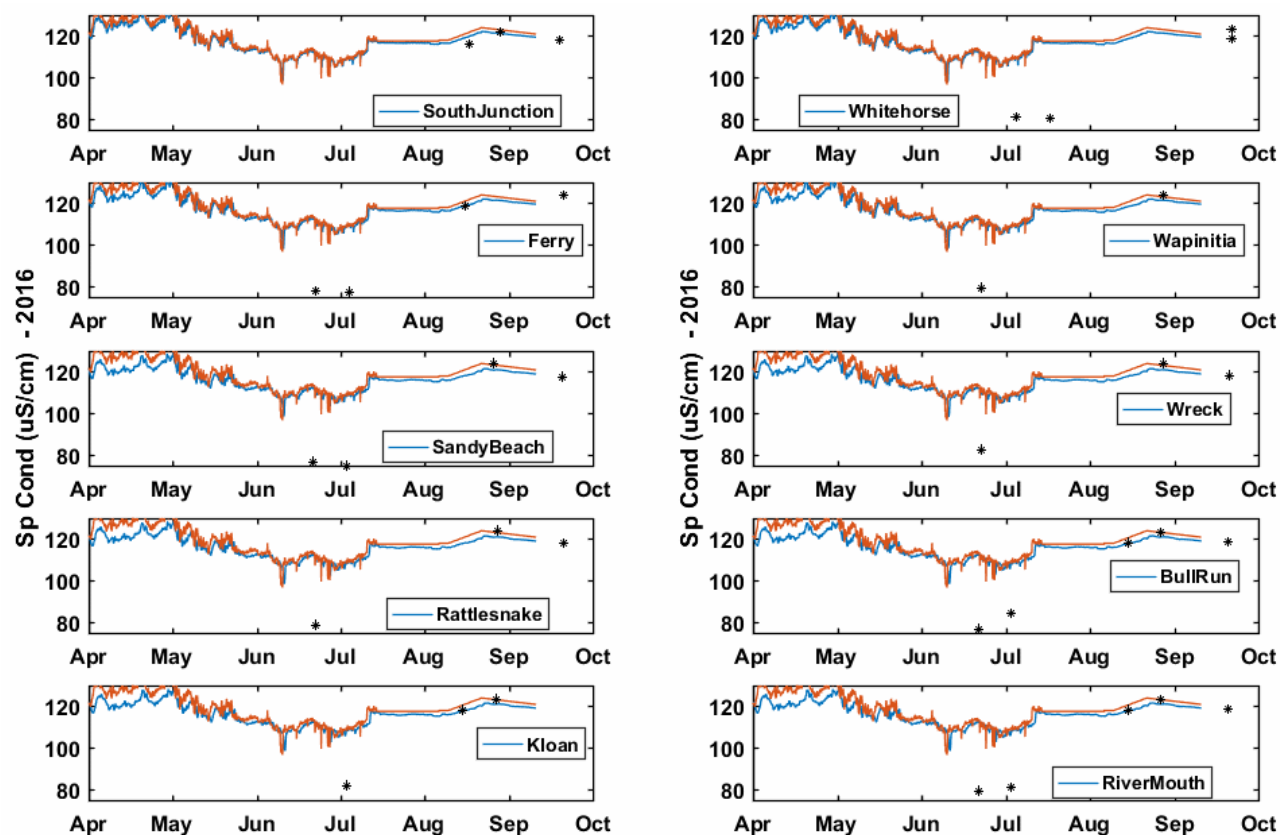 Sp Cond (uS/cm) - 2016
120
100
80
SouthJunction
Apr May Jun Jul Aug Sep Oct
120
100
80
Ferry
Apr May Jun Jul Aug Sep Oct
120
100
80
SandyBeach
Apr May Jun Jul Aug Sep Oct
120
100
80
Rattlesnake
Apr May Jun Jul Aug Sep Oct
120
100
80
Kloan
Apr May Jun Jul Aug Sep Oct
Sp Cond (uS/cm) - 2016
120
100
80
Whitehorse
Apr May Jun Jul Aug Sep Oct
120
100
80
Wapinitia
Apr May Jun Jul Aug Sep Oct
120
100
80
Wreck
Apr May Jun Jul Aug Sep Oct
120
100
80
BullRun
Apr May Jun Jul Aug Sep Oct
120
100
80
RiverMouth
Apr May Jun Jul Aug Sep Oct